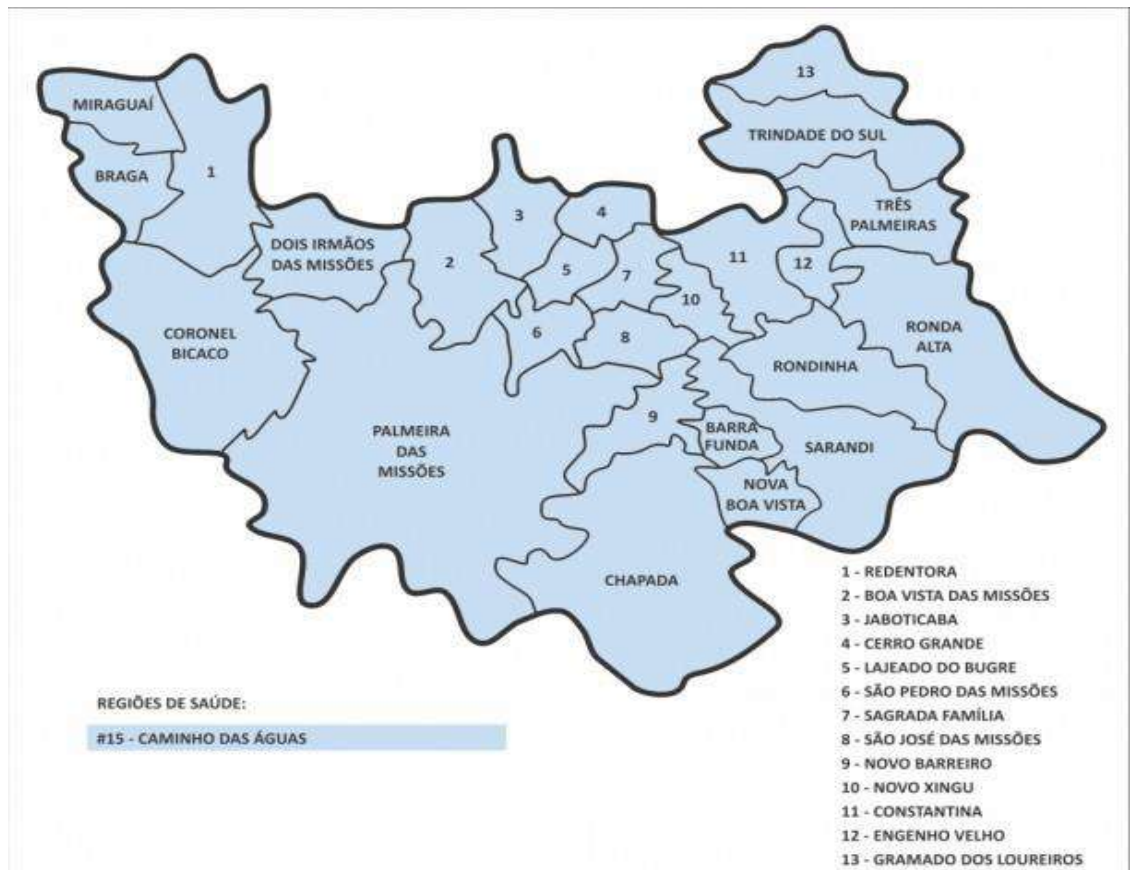 13
MIRAGUAÍ
TRINDADE DO SUL
BRAGA
1
TRÊS
PALMEIRAS
3
4
DOIS IRMÃOS
DAS MISSÕES
2
5
7
11
12
10
CORONEL
BICACO
6
8
RONDA
ALTA
RONDINHA
9
PALMEIRA
DAS
MISSÕES
BARRA
FUNDA
SARANDI
NOVA
BOA VISTA
CHAPADA
REGIÕES DE SAÚDE:
#15 - CAMINHO DAS ÁGUAS
1 - REDENTORA
2 - BOA VISTA DAS MISSÕES
3 - JABOTICABA
4 - CERRO GRANDE
5 - LAJEADO DO BUGRE
6 - SÃO PEDRO DAS MISSÕES
7 - SAGRADA FAMÍLIA
8 - SÃO JOSÉ DAS MISSÕES
9 - NOVO BARREIRO
10 - NOVO XINGU
11 - CONSTANTINA
12 - ENGENHO VELHO
13 - GRAMADO DOS LOUREIROS